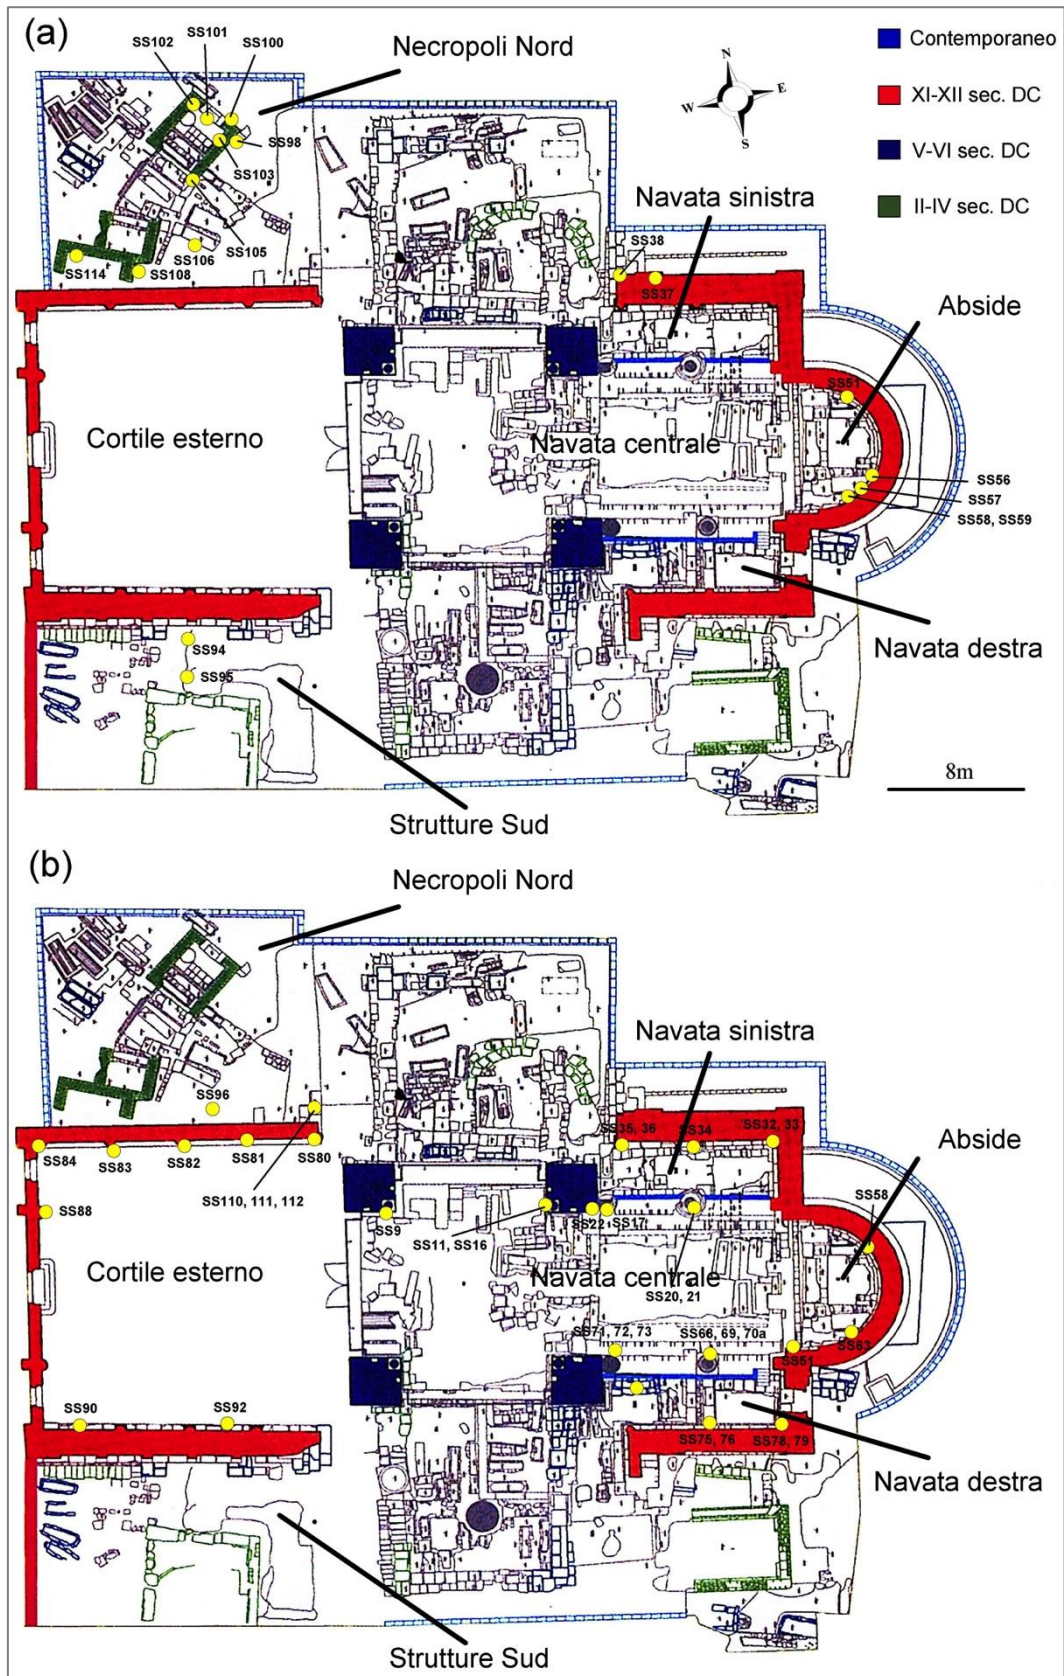 (a)
SS102
SS101
SS100
Necropoli Nord
N
E
W
S
Contemporaneo
XI-XII sec. DC
V-VI sec. DC
II-IV sec. DC
SS98
SS103
SS105
SS106
SS114
SS108
Navata sinistra
SS38
SS37
Abside
SS51
Cortile esterno
Navata centrale
SS56
SS57
SS58, SS59
Navata destra
SS94
SS95
8m
Strutture Sud
(b)
Necropoli Nord
Navata sinistra
SS96
SS35, 36
SS34
SS32, 33
Abside
SS84
SS83
SS82
SS81
SS80
SS110, 111, 112
SS88
SS9
SS11, SS16
SS22
SS17
SS58
Cortile esterno
Navata centrale
SS20, 21
SS71, 72, 73
SS66, 69, 70a
SS51
SS63
SS90
SS92
SS75, 76
SS78, 79
Navata destra
Strutture Sud